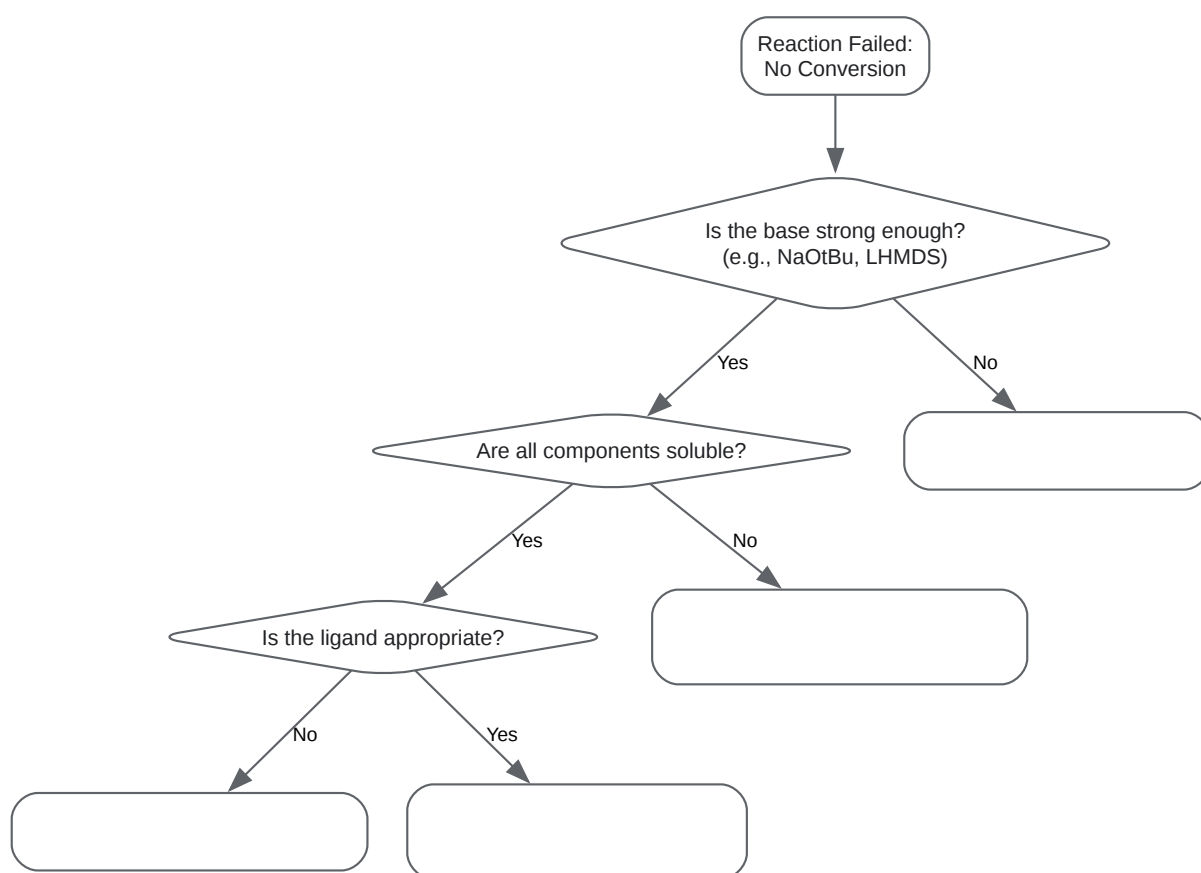 Reaction Failed:
No Conversion
Is the base strong enough?
(e.g., NaOtBu, LHMDS)
Yes
No
Are all components soluble?
Yes
No
Is the ligand appropriate?
No
Yes